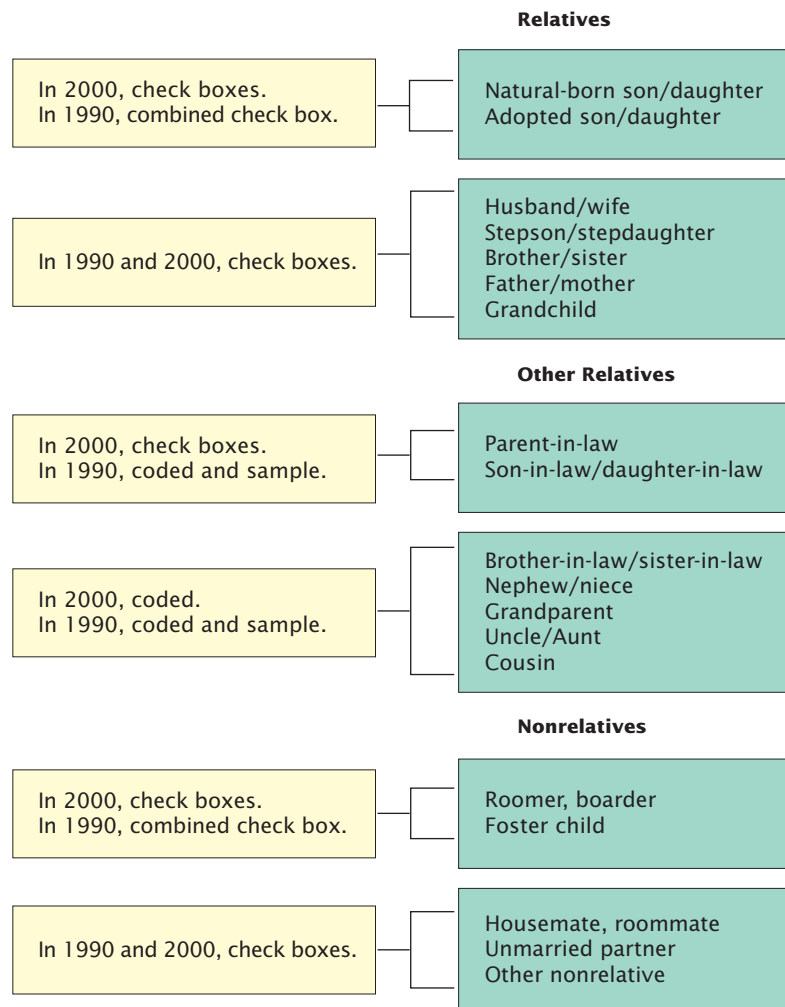 Relatives
In 2000, check boxes.
In 1990, combined check box.
Natural-born son/daughter
Adopted son/daughter
In 1990 and 2000, check boxes.
Husband/wife
Stepson/stepdaughter
Brother/sister
Father/mother
Grandchild
Other Relatives
In 2000, check boxes.
In 1990, coded and sample.
Parent-in-law
Son-in-law/daughter-in-law
In 2000, coded.
In 1990, coded and sample.
Brother-in-law/sister-in-law
Nephew/niece
Grandparent
Uncle/Aunt
Cousin
Nonrelatives
In 2000, check boxes.
In 1990, combined check box.
Roomer, boarder
Foster child
In 1990 and 2000, check boxes.
Housemate, roommate
Unmarried partner
Other nonrelative